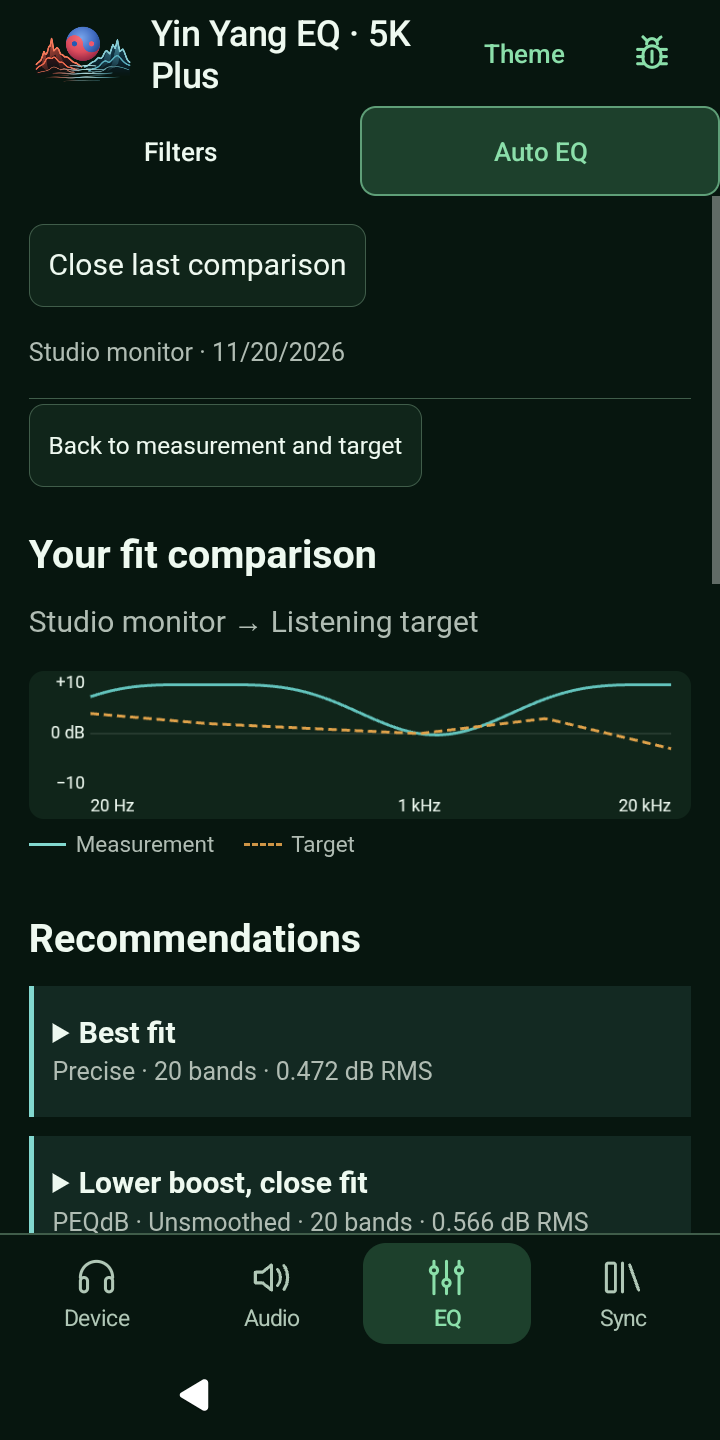 Yin Yang EQ · 5K
Plus
Theme
Filters
Auto EQ
Close last comparison
Studio monitor · 11/20/2026
Back to measurement and target
Your fit comparison
Studio monitor → Listening target
+10
0 dB
−10
20 Hz
1 kHz
20 kHz
Measurement
Target
Recommendations
▶ Best fit
Precise · 20 bands · 0.472 dB RMS
▶ Lower boost, close fit
PEQdB · Unsmoothed · 20 bands · 0.566 dB RMS
Device
Audio
EQ
Sync